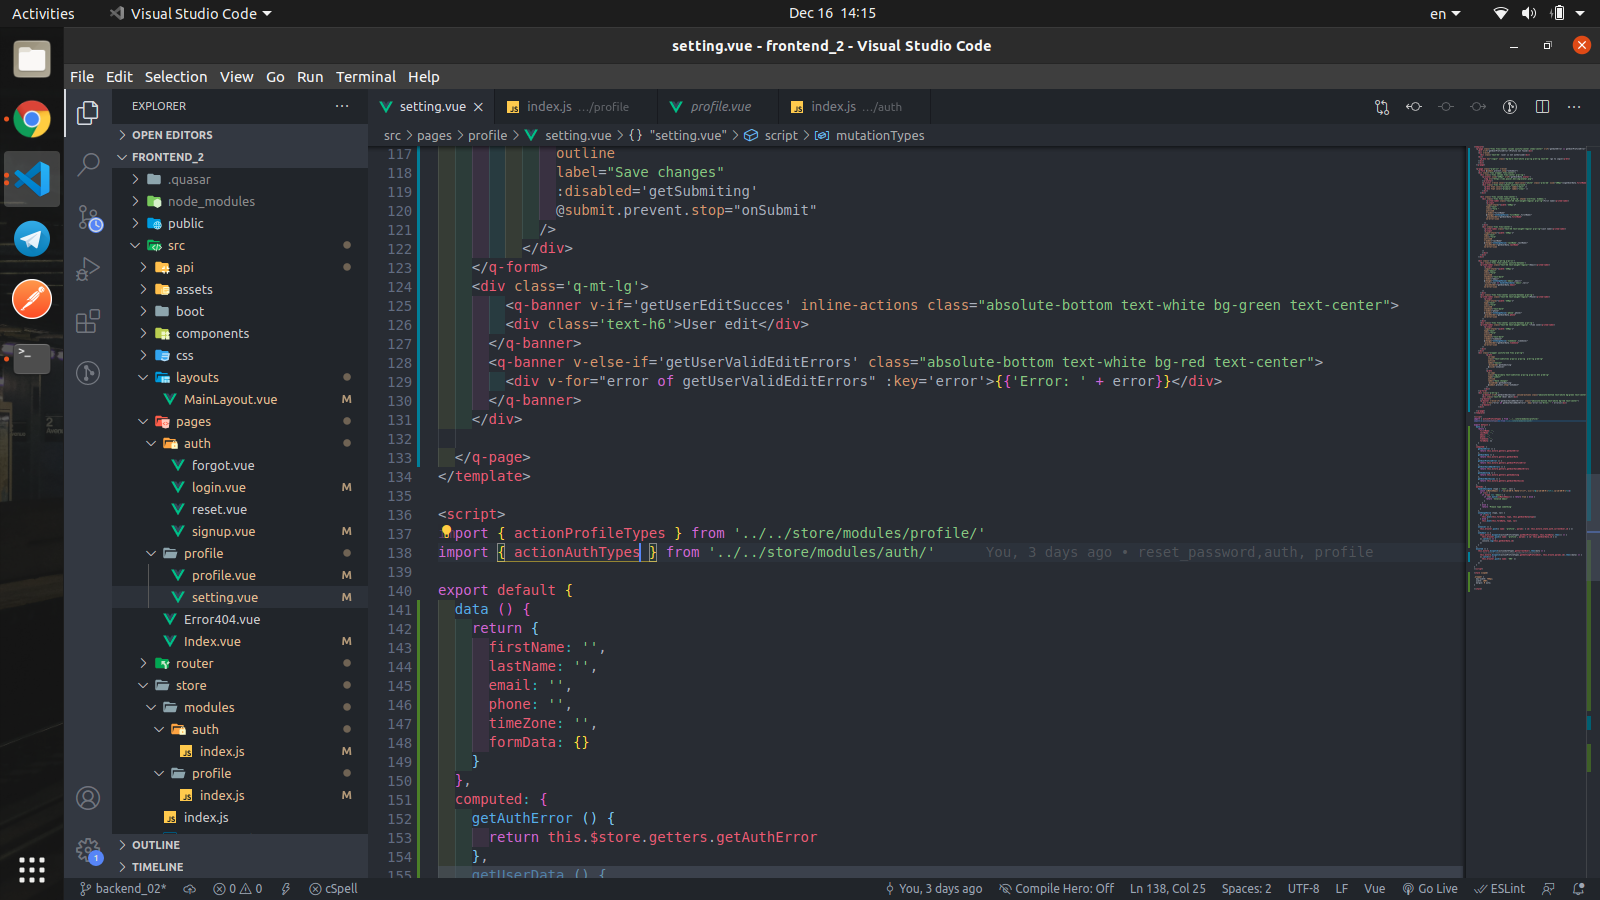 Activities
Visual Studio Code
Dec 16 14:15
en
setting.vue - frontend_2 - Visual Studio Code
File Edit Selection View Go Run Terminal Help
EXPLORER
OPEN EDITORS
FRONTEND_2
.quasar
node_modules
public
src
api
assets
boot
components
css
layouts
MainLayout.vue M
pages
auth
forgot.vue
login.vue M
reset.vue
signup.vue M
profile
profile.vue M
setting.vue M
Error404.vue
Index.vue M
router
store
modules
auth
JS index.js M
profile
JS index.js M
JS index.js
OUTLINE
TIMELINE
1
setting.vue
JS index.js .../profile
profile.vue
JS index.js .../auth
src > pages > profile > setting.vue > {} "setting.vue" > script > mutationTypes
117 outline
118 label="Save changes"
119 :disabled='getSubmiting'
120 @submit.prevent.stop="onSubmit"
121 />
122 </div>
123 </q-form>
124 <div class='q-mt-lg'>
125 <q-banner v-if='getUserEditSucces' inline-actions class="absolute-bottom text-white bg-green text-center">
126 <div class='text-h6'>User edit</div>
127 </q-banner>
128 <q-banner v-else-if='getUserValidEditErrors' class="absolute-bottom text-white bg-red text-center">
129 <div v-for="error of getUserValidEditErrors" :key='error'>{{'Error: ' + error}}</div>
130 </q-banner>
131 </div>
132
133 </q-page>
134 </template>
135
136 <script>
137 import { actionProfileTypes } from '../../store/modules/profile/'
138 import { actionAuthTypes } from '../../store/modules/auth/' You, 3 days ago • reset_password,auth, profile
139
140 export default {
141 data () {
142 return {
143 firstName: '',
144 lastName: '',
145 email: '',
146 phone: '',
147 timeZone: '',
148 formData: {}
149 }
150 },
151 computed: {
152 getAuthError () {
153 return this.$store.getters.getAuthError
154 },
155 getUserData () {
backend_02* 0 0 cSpell You, 3 days ago Compile Hero: Off Ln 138, Col 25 Spaces: 2 UTF-8 LF Vue Go Live ESLint